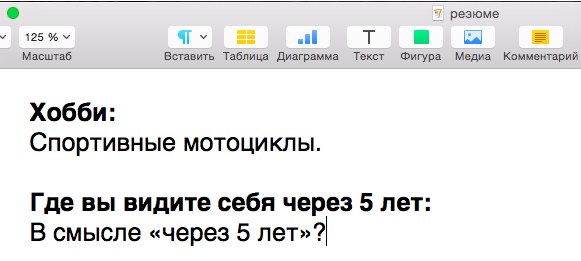 резюме
125 %
Масштаб
Вставить
Таблица
Диаграмма
Текст
Фигура
Медиа
Комментарий
Хобби:
Спортивные мотоциклы.
Где вы видите себя через 5 лет:
В смысле «через 5 лет»?